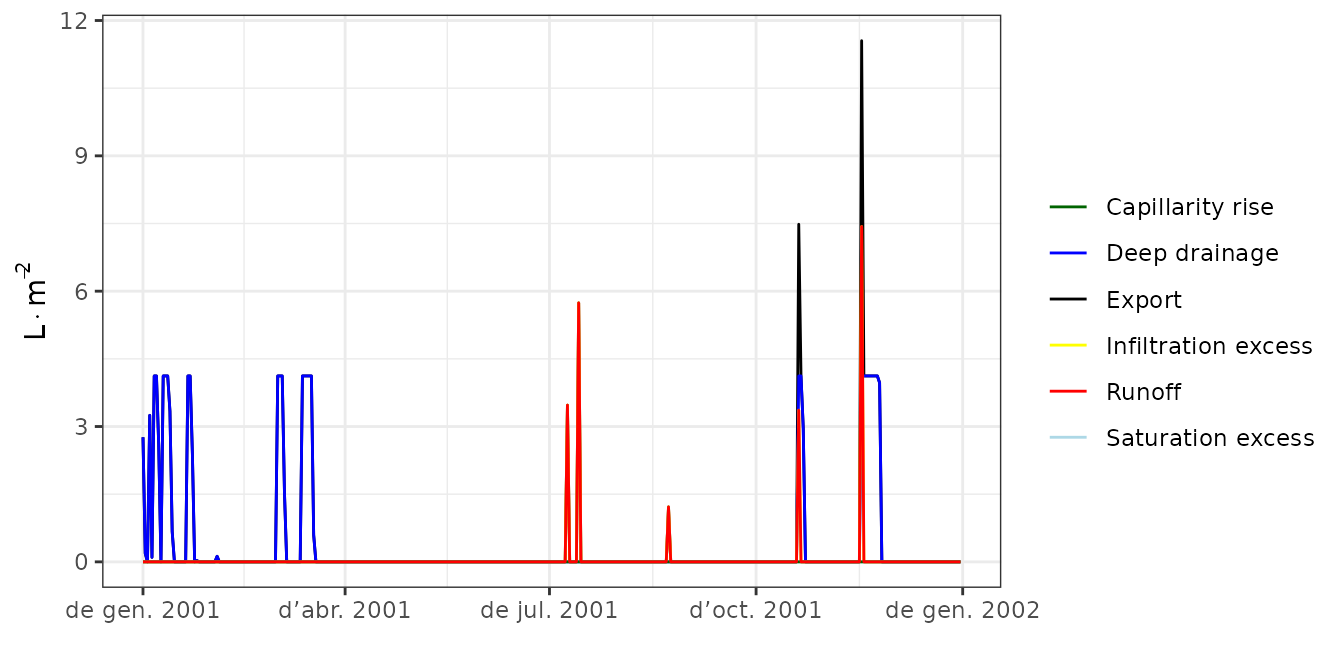 12
9
6
3
0
L · m⁻²
de gen. 2001
d’abr. 2001
de jul. 2001
d’oct. 2001
de gen. 2002
Capillarity rise
Deep drainage
Export
Infiltration excess
Runoff
Saturation excess